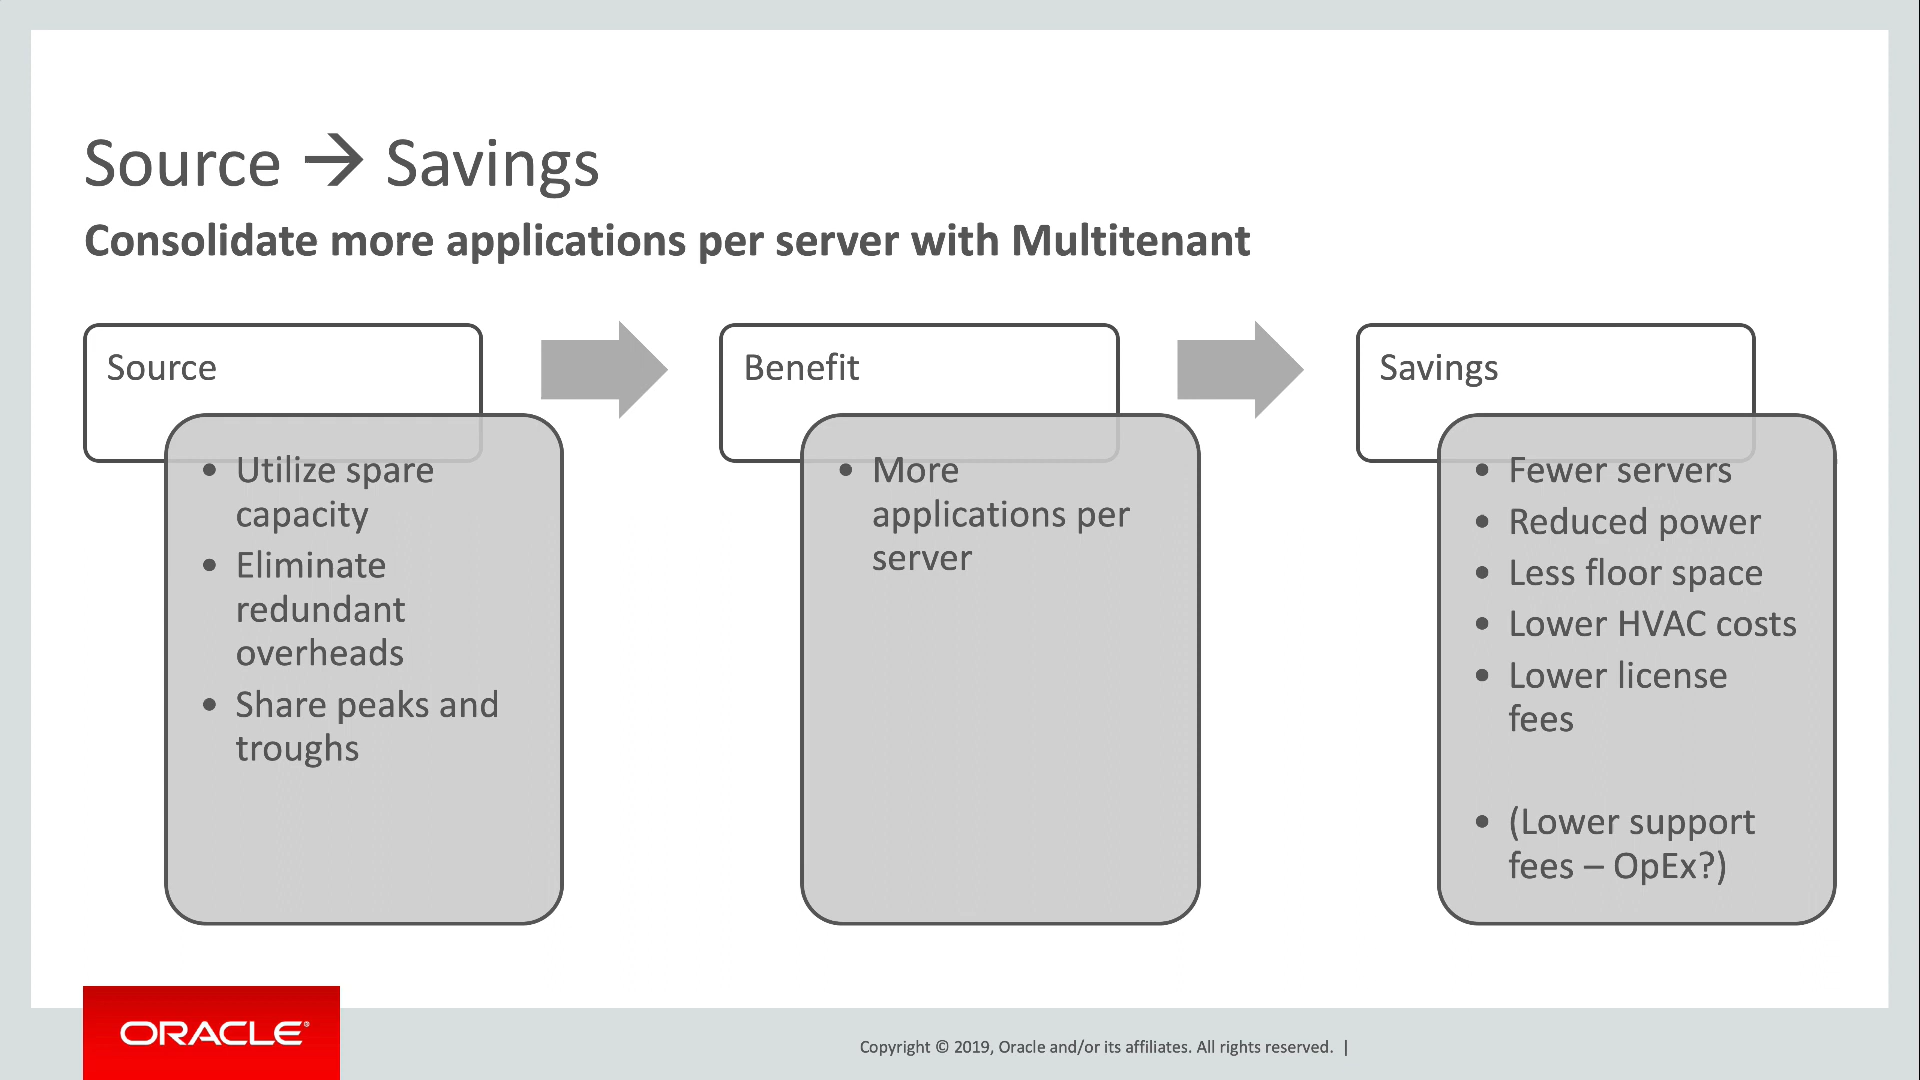 Source → Savings
Consolidate more applications per server with Multitenant
Source
• Utilize spare
capacity
• Eliminate
redundant
overheads
• Share peaks and
troughs
Benefit
• More
applications per
server
Savings
• Fewer servers
• Reduced power
• Less floor space
• Lower HVAC costs
• Lower license
fees
• (Lower support
fees – OpEx?)
ORACLE®
Copyright © 2019, Oracle and/or its affiliates. All rights reserved. |